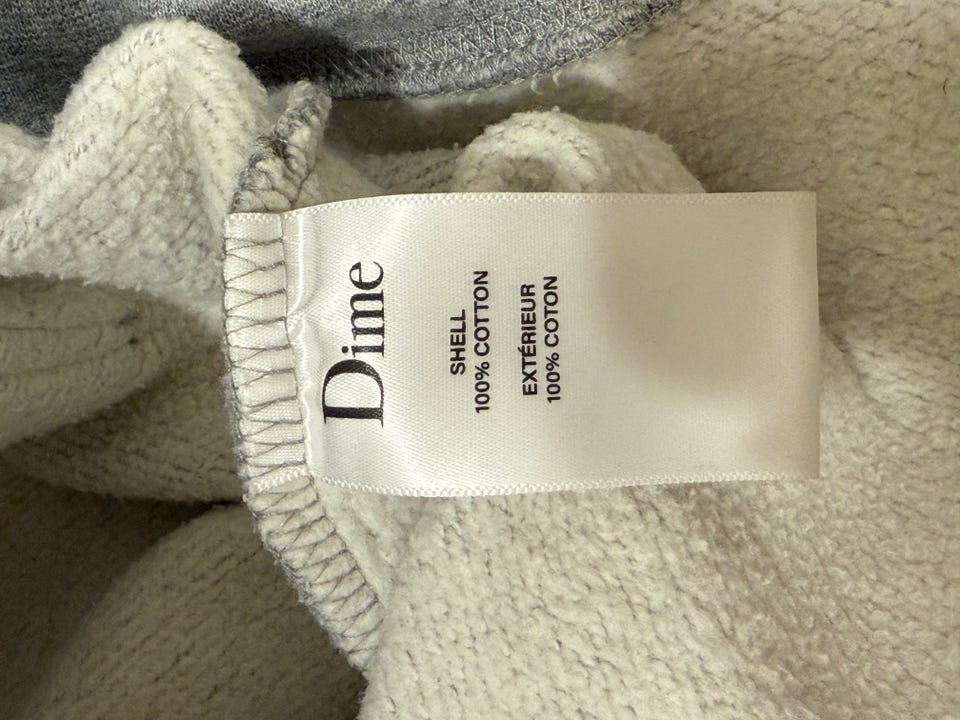 Dime
SHELL
100% COTTON
EXTÉRIEUR
100% COTON